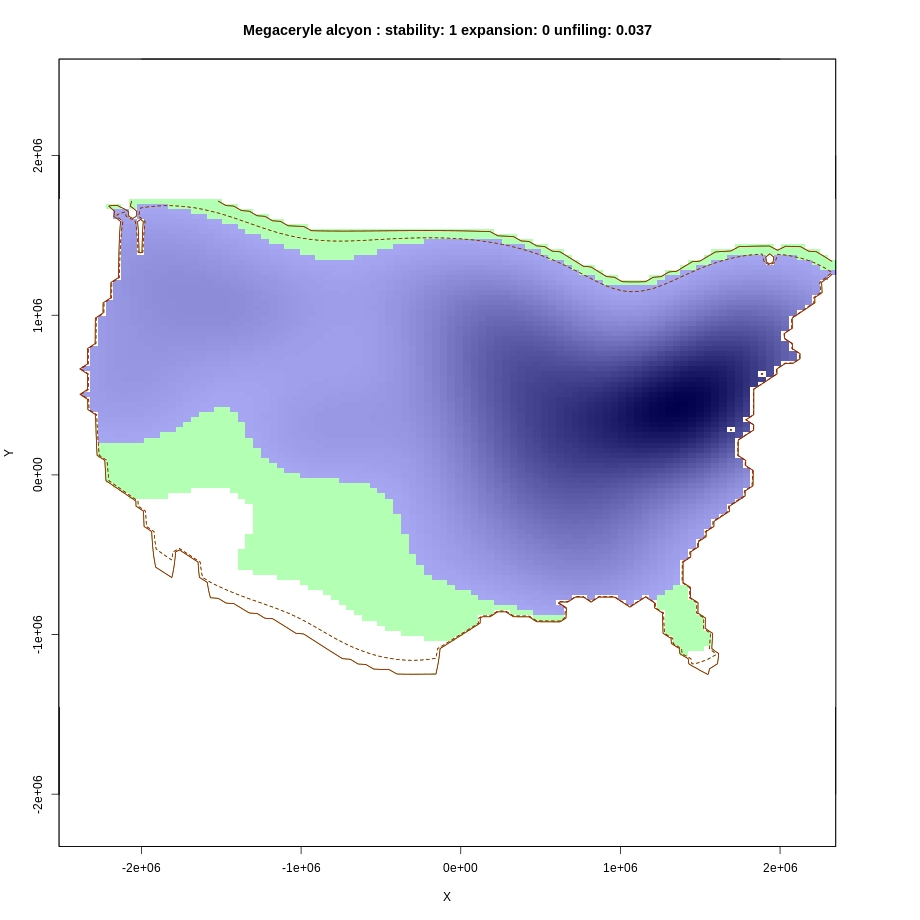 Megaceryle alcyon : stability: 1 expansion: 0 unfiling: 0.037
2e+06
1e+06
0e+00
-1e+06
-2e+06
Y
-2e+06 -1e+06 0e+00 1e+06 2e+06
X